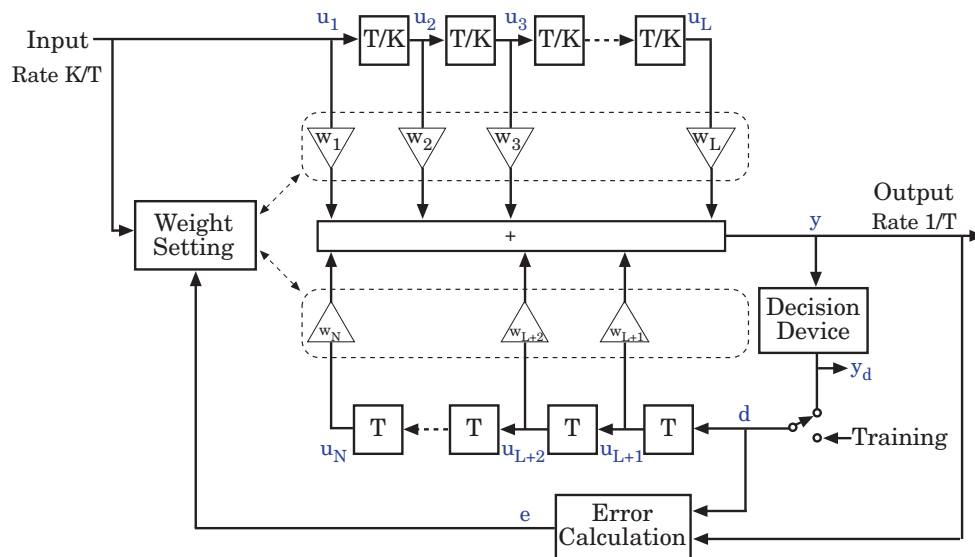 u1 u2 u3 uL
Input T/K T/K T/K T/K
Rate K/T
w1 w2 w3 wL
Output
Weight
Setting
+
y
Rate 1/T
wN wL+2 wL+1
Decision
Device
yd
d
T T T T
Training
uN uL+2 uL+1
e
Error
Calculation